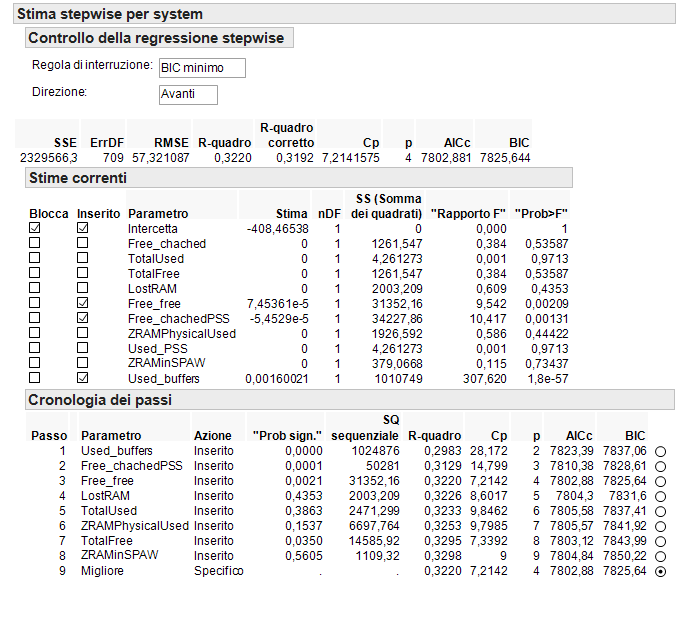 Stima stepwise per system
Controllo della regressione stepwise
Regola di interruzione: BIC minimo
Direzione: Avanti
SSE ErrDF RMSE R-quadro R-quadro corretto Cp p AICc BIC
2329566,3 709 57,321087 0,3220 0,3192 7,2141575 4 7802,881 7825,644
Stime correnti
Blocca Inserito Parametro Stima nDF SS (Somma dei quadrati) "Rapporto F" "Prob>F"
Intercetta -408,46538 1 0 0,000 1
Free_chached 0 1 1261,547 0,384 0,53587
TotalUsed 0 1 4,261273 0,001 0,9713
TotalFree 0 1 1261,547 0,384 0,53587
LostRAM 0 1 2003,209 0,609 0,4353
Free_free 7,45361e-5 1 31352,16 9,542 0,00209
Free_chachedPSS -5,4529e-5 1 34227,86 10,417 0,00131
ZRAMPhysicalUsed 0 1 1926,592 0,586 0,44422
Used_PSS 0 1 4,261273 0,001 0,9713
ZRAMinSPAW 0 1 379,0668 0,115 0,73437
Used_buffers 0,00160021 1 1010749 307,620 1,8e-57
Cronologia dei passi
Passo Parametro Azione "Prob sign." SQ sequenziale R-quadro Cp p AICc BIC
1 Used_buffers Inserito 0,0000 1024876 0,2983 28,172 2 7823,39 7837,06
2 Free_chachedPSS Inserito 0,0001 50281 0,3129 14,799 3 7810,38 7828,61
3 Free_free Inserito 0,0021 31352,16 0,3220 7,2142 4 7802,88 7825,64
4 LostRAM Inserito 0,4353 2003,209 0,3226 8,6017 5 7804,3 7831,6
5 TotalUsed Inserito 0,3863 2471,299 0,3233 9,8462 6 7805,58 7837,41
6 ZRAMPhysicalUsed Inserito 0,1537 6697,764 0,3253 9,7985 7 7805,57 7841,92
7 TotalFree Inserito 0,0350 14585,92 0,3295 7,3392 8 7803,12 7843,99
8 ZRAMinSPAW Inserito 0,5605 1109,32 0,3298 9 9 7804,84 7850,22
9 Migliore Specifico . . 0,3220 7,2142 4 7802,88 7825,64